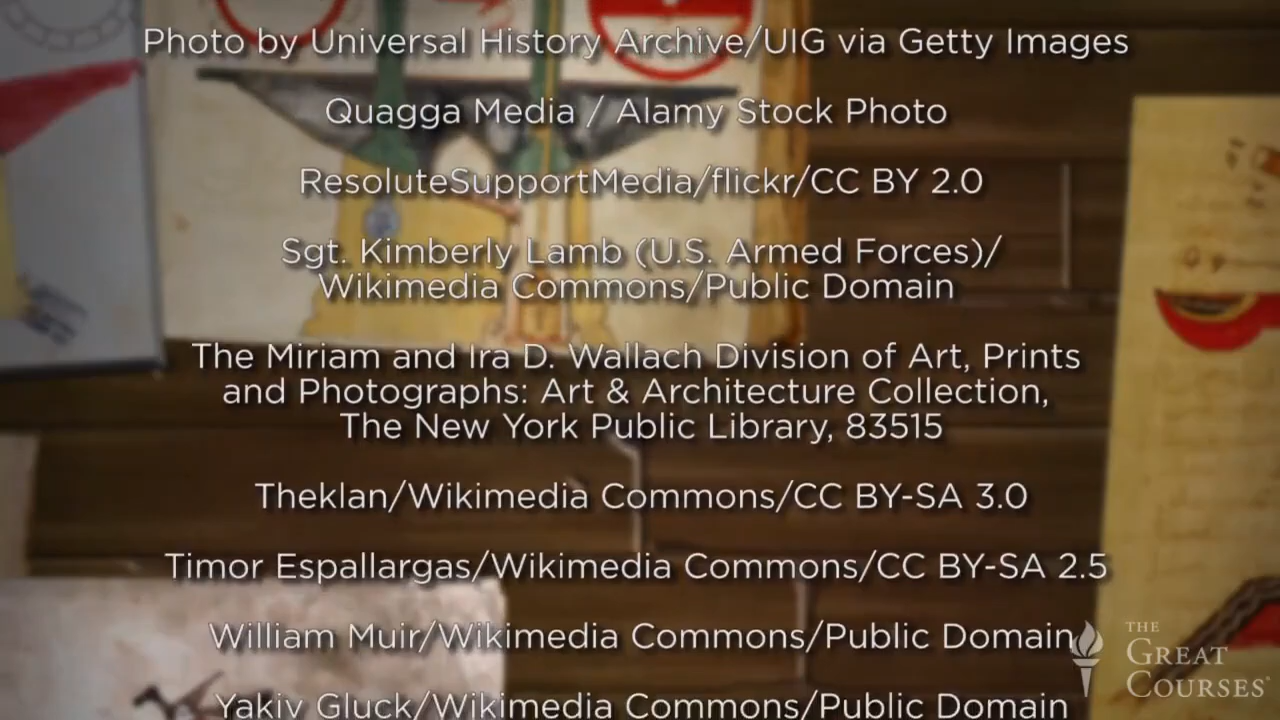 Photo by Universal History Archive/UIG via Getty Images
Quagga Media / Alamy Stock Photo
ResoluteSupportMedia/flickr/CC BY 2.0
Sgt. Kimberly Lamb (U.S. Armed Forces)/
Wikimedia Commons/Public Domain
The Miriam and Ira D. Wallach Division of Art, Prints
and Photographs: Art & Architecture Collection,
The New York Public Library, 83515
Theklan/Wikimedia Commons/CC BY-SA 3.0
Timor Espallargas/Wikimedia Commons/CC BY-SA 2.5
William Muir/Wikimedia Commons/Public Domain
Yakiv Gluck/Wikimedia Commons/Public Domain
THE
GREAT
COURSES®